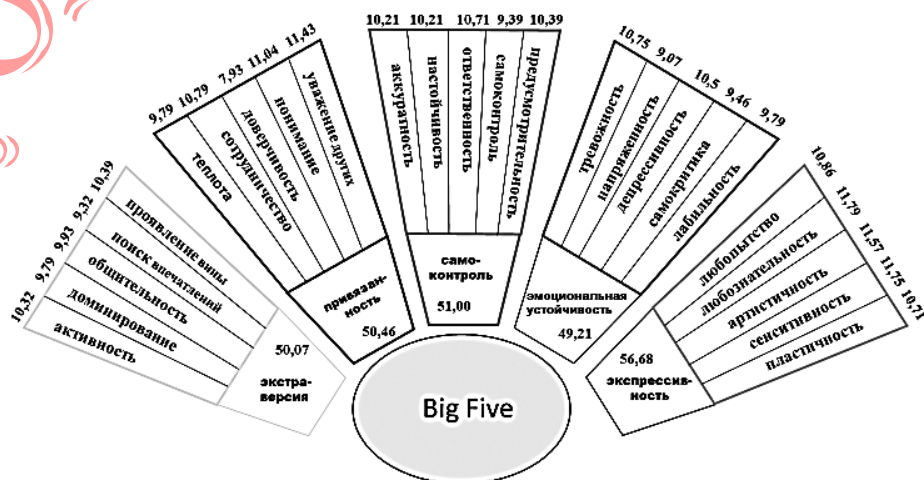 10,32
9,79
9,93
9,32
10,39
активность
доминирование
общительность
поиск впечатлений
проявление вины
50,07
экстра-
версия
9,79
10,79
7,93
11,04
11,43
теплота
сотрудничество
доверчивость
понимание
уважение других
привязан-
ность
50,46
10,21
10,21
10,71
9,39
10,39
аккуратность
настойчивость
ответственность
самоконтроль
предусмотрительность
само-
контроль
51,00
10,75
9,07
10,5
9,46
9,79
тревожность
напряженность
депрессивность
самокритика
лабильность
эмоциональная
устойчивость
49,21
10,86
11,79
11,57
11,75
10,71
любопытство
любознательность
артистичность
сенситивность
пластичность
56,68
экспрессив-
ность
Big Five